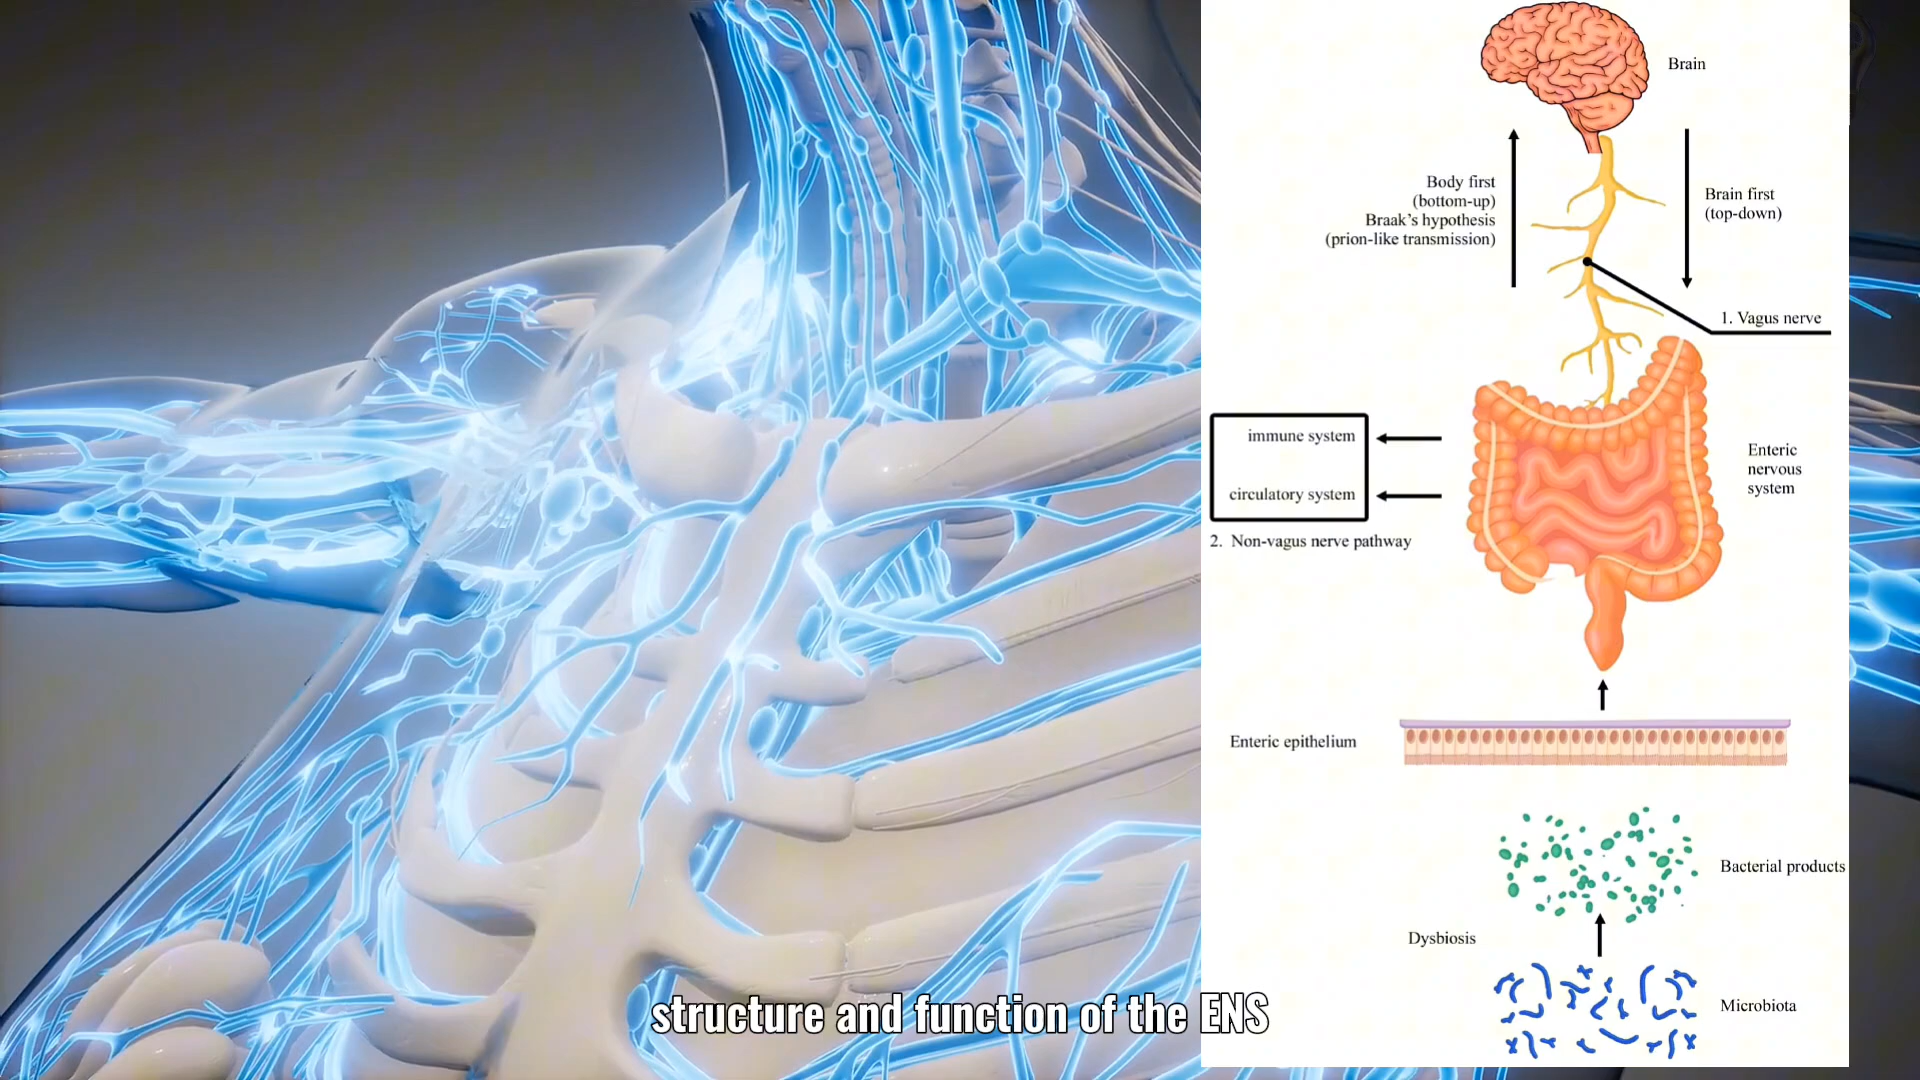 Brain
Body first
(bottom-up)
Braak's hypothesis
(prion-like transmission)
Brain first
(top-down)
1. Vagus nerve
immune system
circulatory system
2. Non-vagus nerve pathway
Enteric
nervous
system
Enteric epithelium
Bacterial products
Dysbiosis
Microbiota
structure and function of the ENS